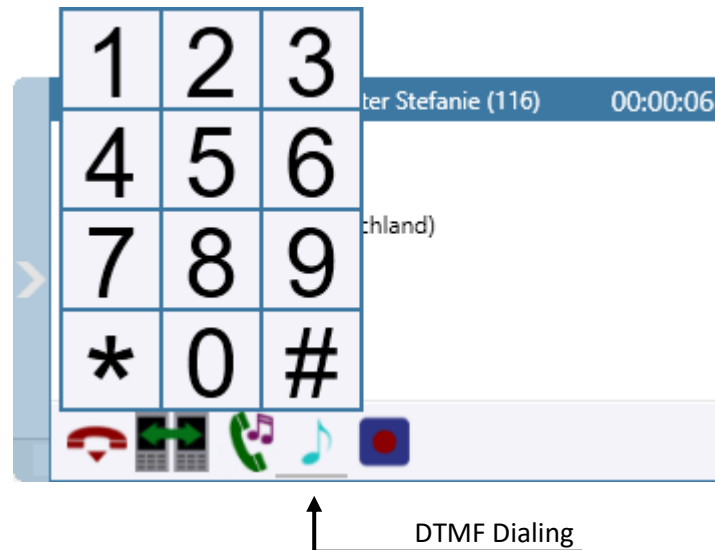 1 2 3
ter Stefanie (116) 00:00:06
4 5 6
chland)
7 8 9
* 0 #
DTMF Dialing